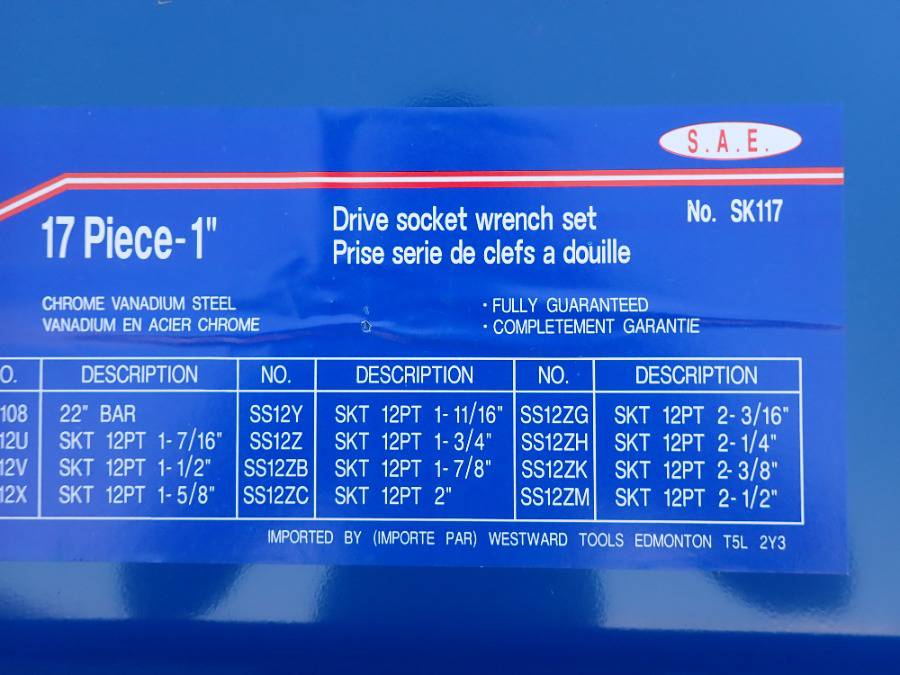 S.A.E.
17 Piece-1"
Drive socket wrench set
Prise serie de clefs a douille
No. SK117
CHROME VANADIUM STEEL
VANADIUM EN ACIER CHROME
· FULLY GUARANTEED
· COMPLETEMENT GARANTIE
O. DESCRIPTION NO. DESCRIPTION NO. DESCRIPTION
108 22" BAR SS12Y SKT 12PT 1-11/16" SS12ZG SKT 12PT 2-3/16"
12U SKT 12PT 1-7/16" SS12Z SKT 12PT 1-3/4" SS12ZH SKT 12PT 2-1/4"
12V SKT 12PT 1-1/2" SS12ZB SKT 12PT 1-7/8" SS12ZK SKT 12PT 2-3/8"
12X SKT 12PT 1-5/8" SS12ZC SKT 12PT 2" SS12ZM SKT 12PT 2-1/2"
IMPORTED BY (IMPORTE PAR) WESTWARD TOOLS EDMONTON T5L 2Y3